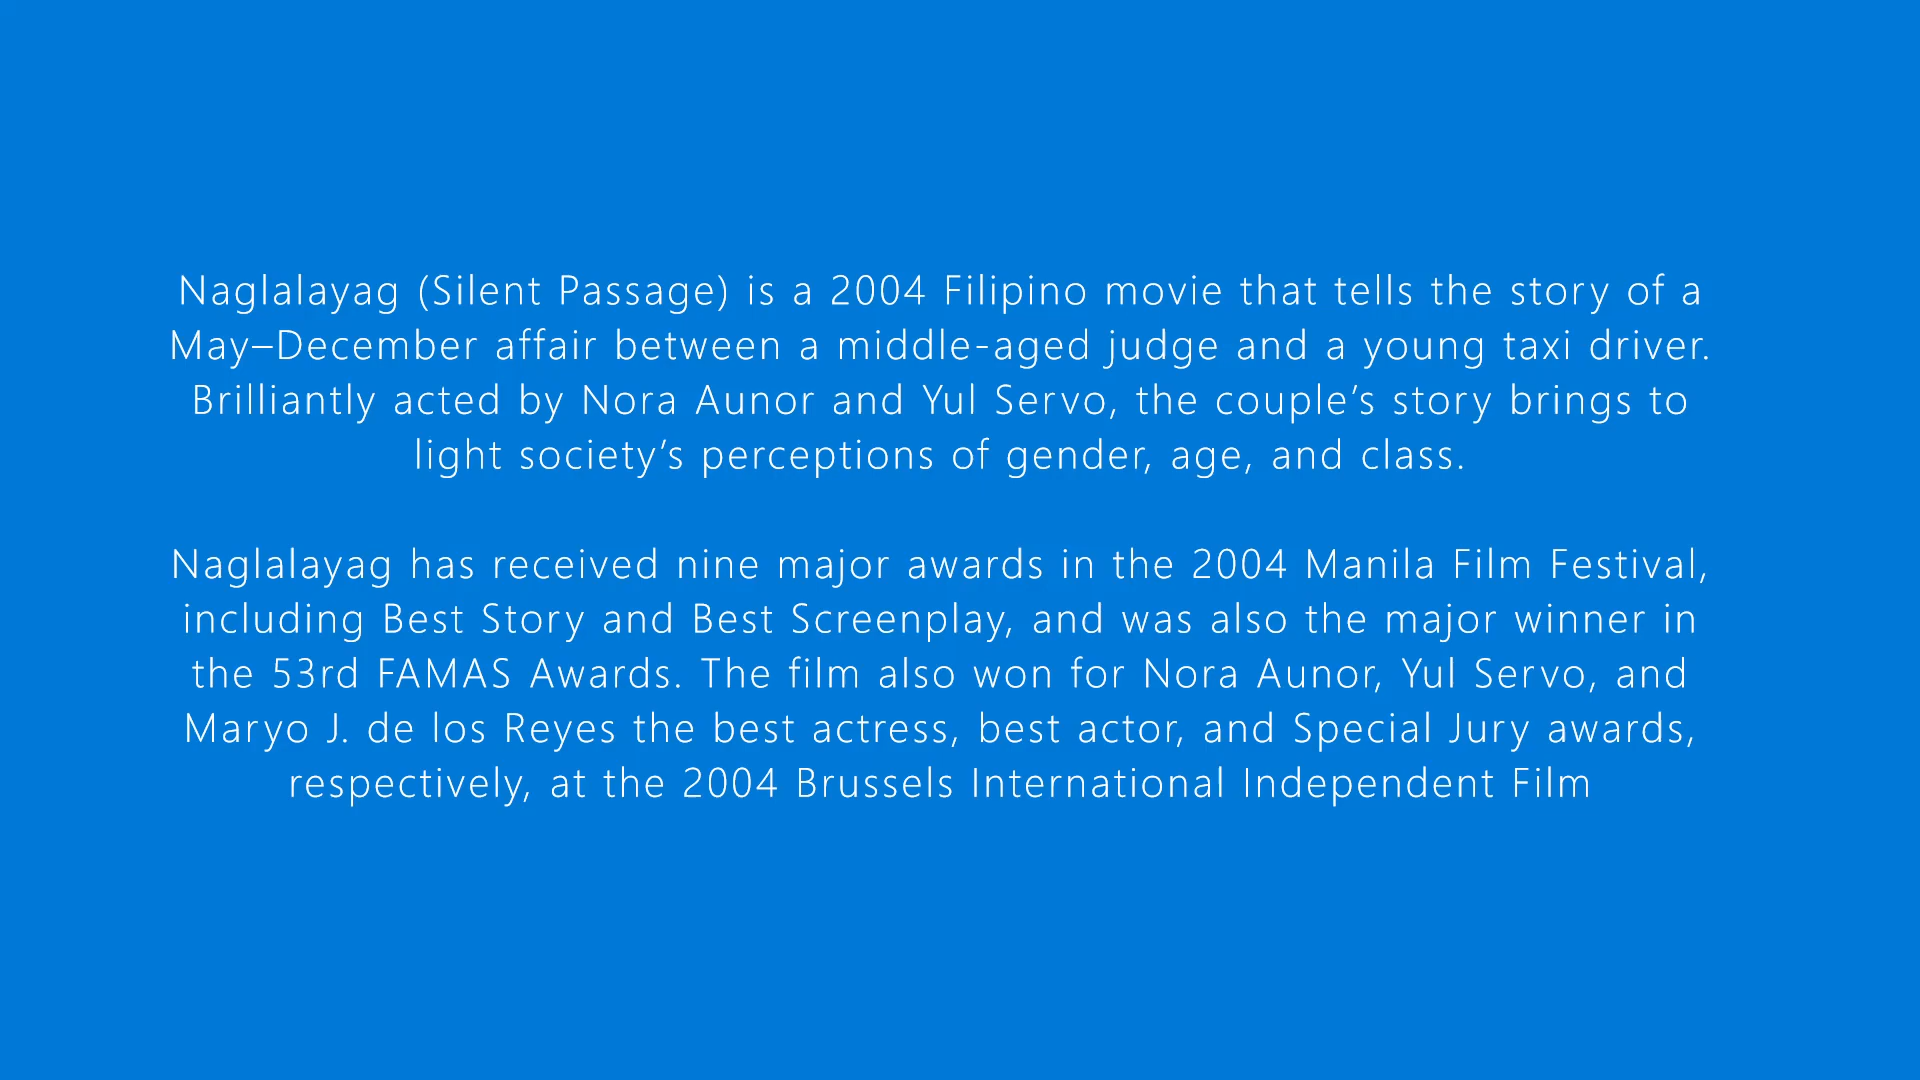 Naglalayag (Silent Passage) is a 2004 Filipino movie that tells the story of a
May–December affair between a middle-aged judge and a young taxi driver.
Brilliantly acted by Nora Aunor and Yul Servo, the couple’s story brings to
light society’s perceptions of gender, age, and class.
Naglalayag has received nine major awards in the 2004 Manila Film Festival,
including Best Story and Best Screenplay, and was also the major winner in
the 53rd FAMAS Awards. The film also won for Nora Aunor, Yul Servo, and
Maryo J. de los Reyes the best actress, best actor, and Special Jury awards,
respectively, at the 2004 Brussels International Independent Film